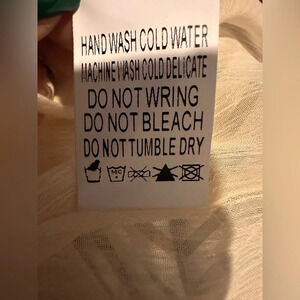 HAND WASH COLD WATER
MACHINE WASH COLD DELICATE
DO NOT WRING
DO NOT BLEACH
DO NOT TUMBLE DRY